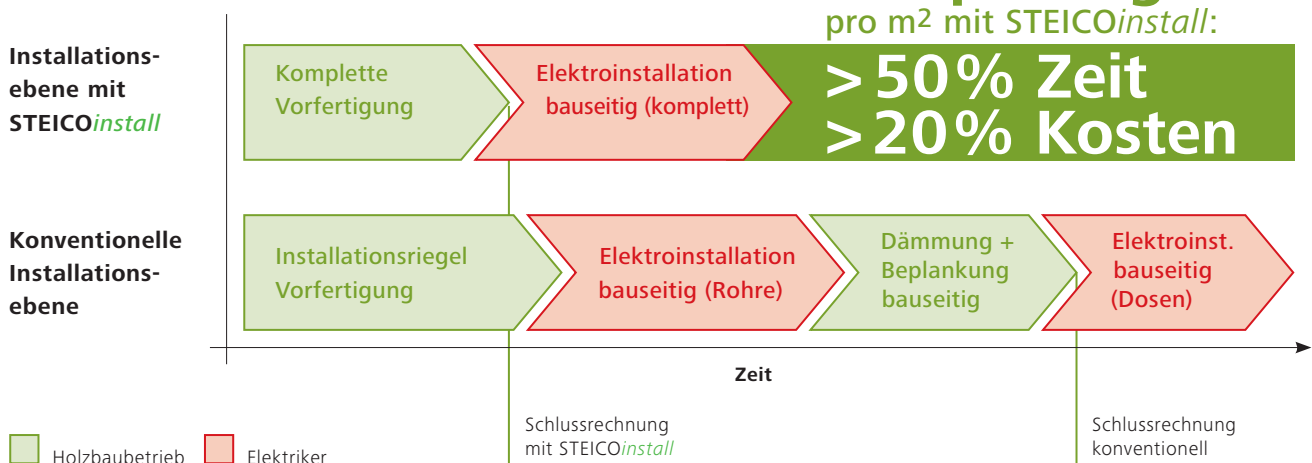 pro m² mit STEICOinstall:
Installations-
ebene mit
STEICOinstall
Komplette
Vorfertigung
Elektroinstallation
bauseitig (komplett)
> 50% Zeit
> 20% Kosten
Konventionelle
Installations-
ebene
Installationsriegel
Vorfertigung
Elektroinstallation
bauseitig (Rohre)
Dämmung +
Beplankung
bauseitig
Elektroinst.
bauseitig
(Dosen)
Zeit
Schlussrechnung
mit STEICOinstall
Schlussrechnung
konventionell
Holzbaubetrieb
Elektriker